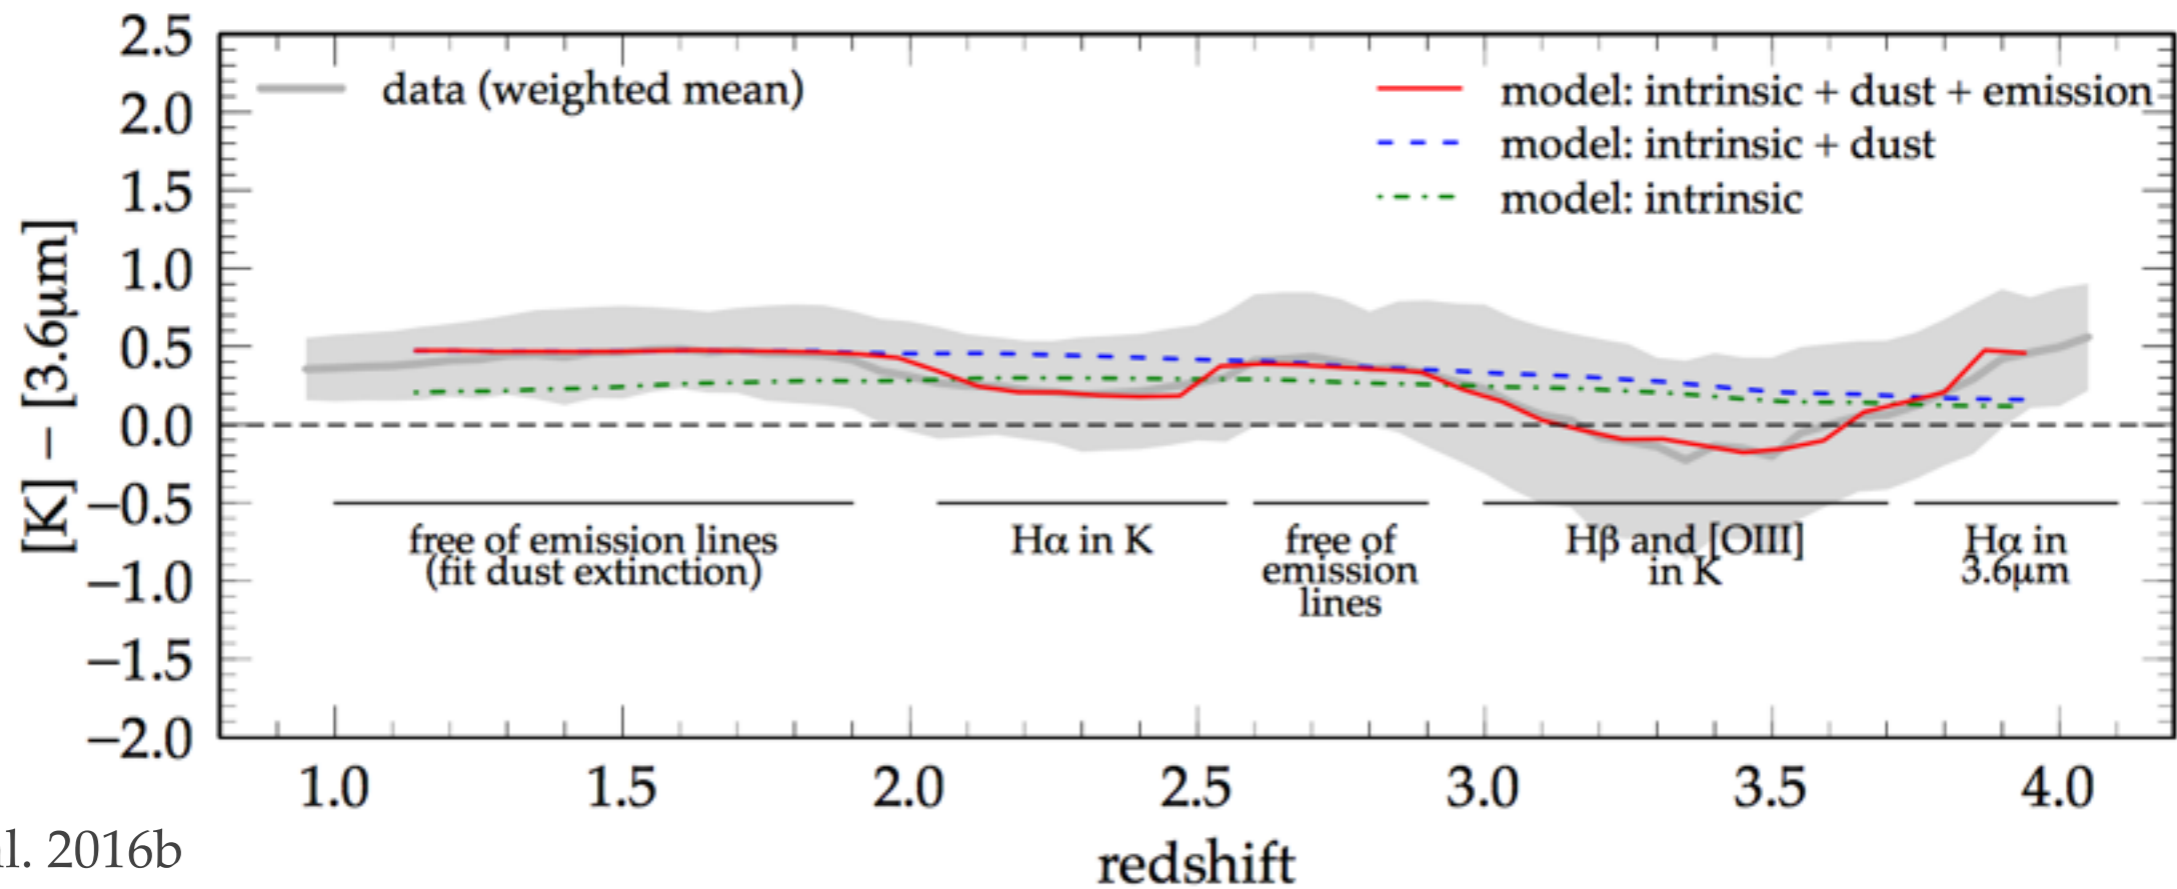 2.5
2.0
1.5
1.0
0.5
0.0
−0.5
−1.0
−1.5
−2.0
[K] − [3.6μm]
data (weighted mean)
model: intrinsic + dust + emission
model: intrinsic + dust
model: intrinsic
free of emission lines
(fit dust extinction)
Hα in K
free of
emission
lines
Hβ and [OIII]
in K
Hα in
3.6μm
1.0 1.5 2.0 2.5 3.0 3.5 4.0
redshift
l. 2016b